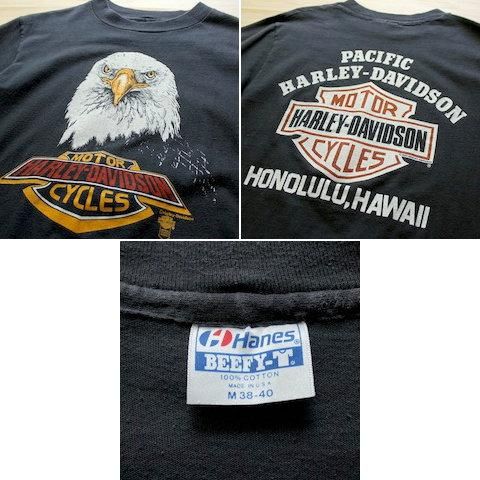 MOTOR
HARLEY-DAVIDSON
CYCLES
PACIFIC
HARLEY-DAVIDSON
MOTOR
HARLEY-DAVIDSON
CYCLES
HONOLULU, HAWAII
Hanes
BEEFY-T®
100% COTTON
MADE IN U.S.A
M 38-40